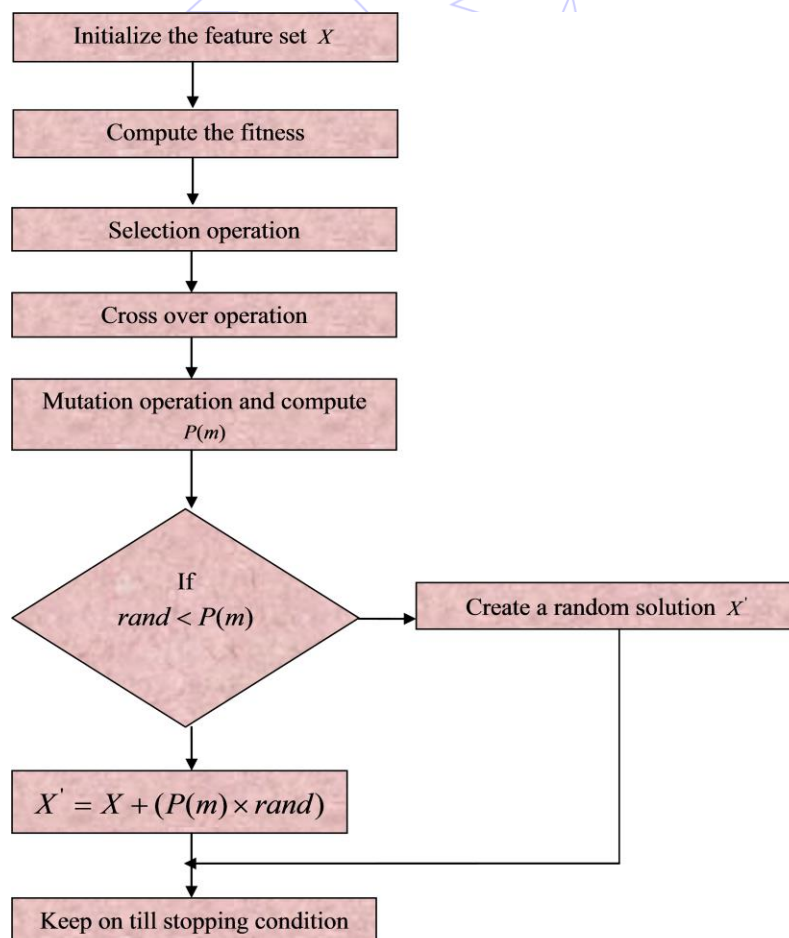 Initialize the feature set X
Compute the fitness
Selection operation
Cross over operation
Mutation operation and compute
P(m)
If
rand < P(m)
Create a random solution X'
X' = X + (P(m) × rand)
Keep on till stopping condition